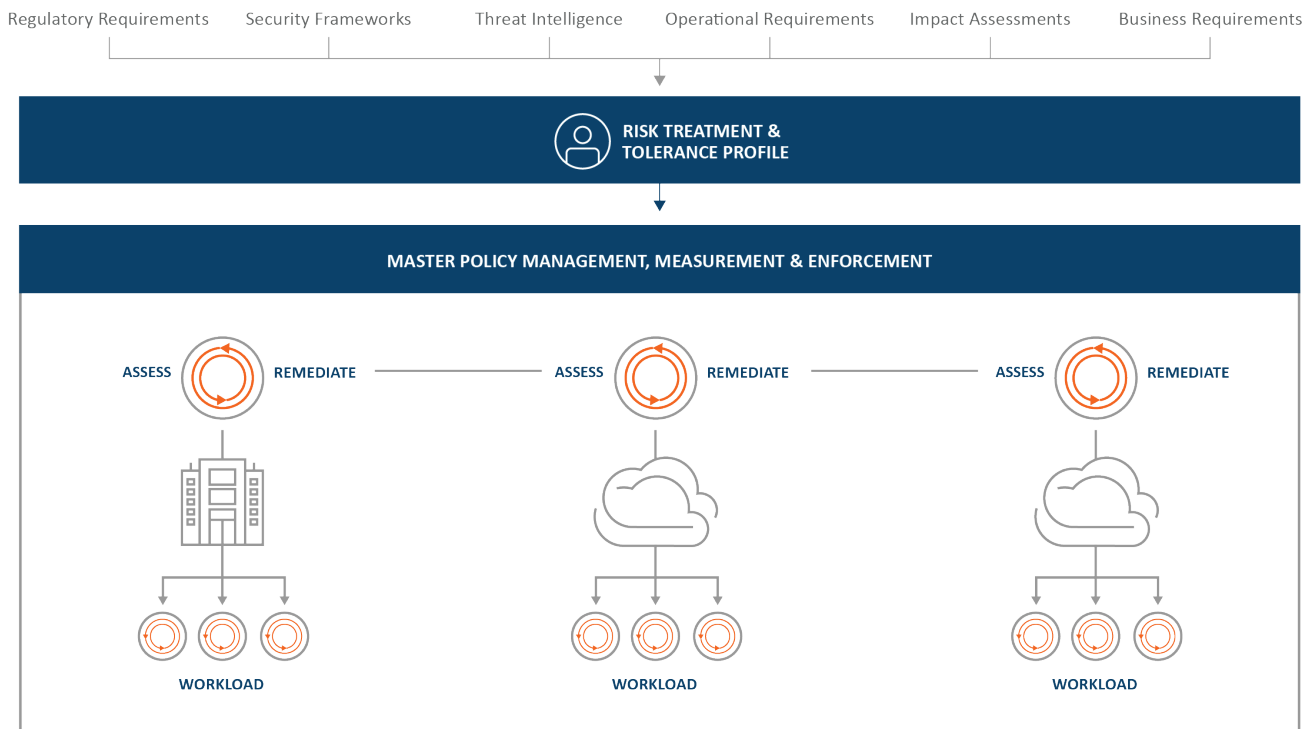 Regulatory Requirements Security Frameworks Threat Intelligence Operational Requirements Impact Assessments Business Requirements
RISK TREATMENT &
TOLERANCE PROFILE
MASTER POLICY MANAGEMENT, MEASUREMENT & ENFORCEMENT
ASSESS REMEDIATE ASSESS REMEDIATE ASSESS REMEDIATE
WORKLOAD WORKLOAD WORKLOAD